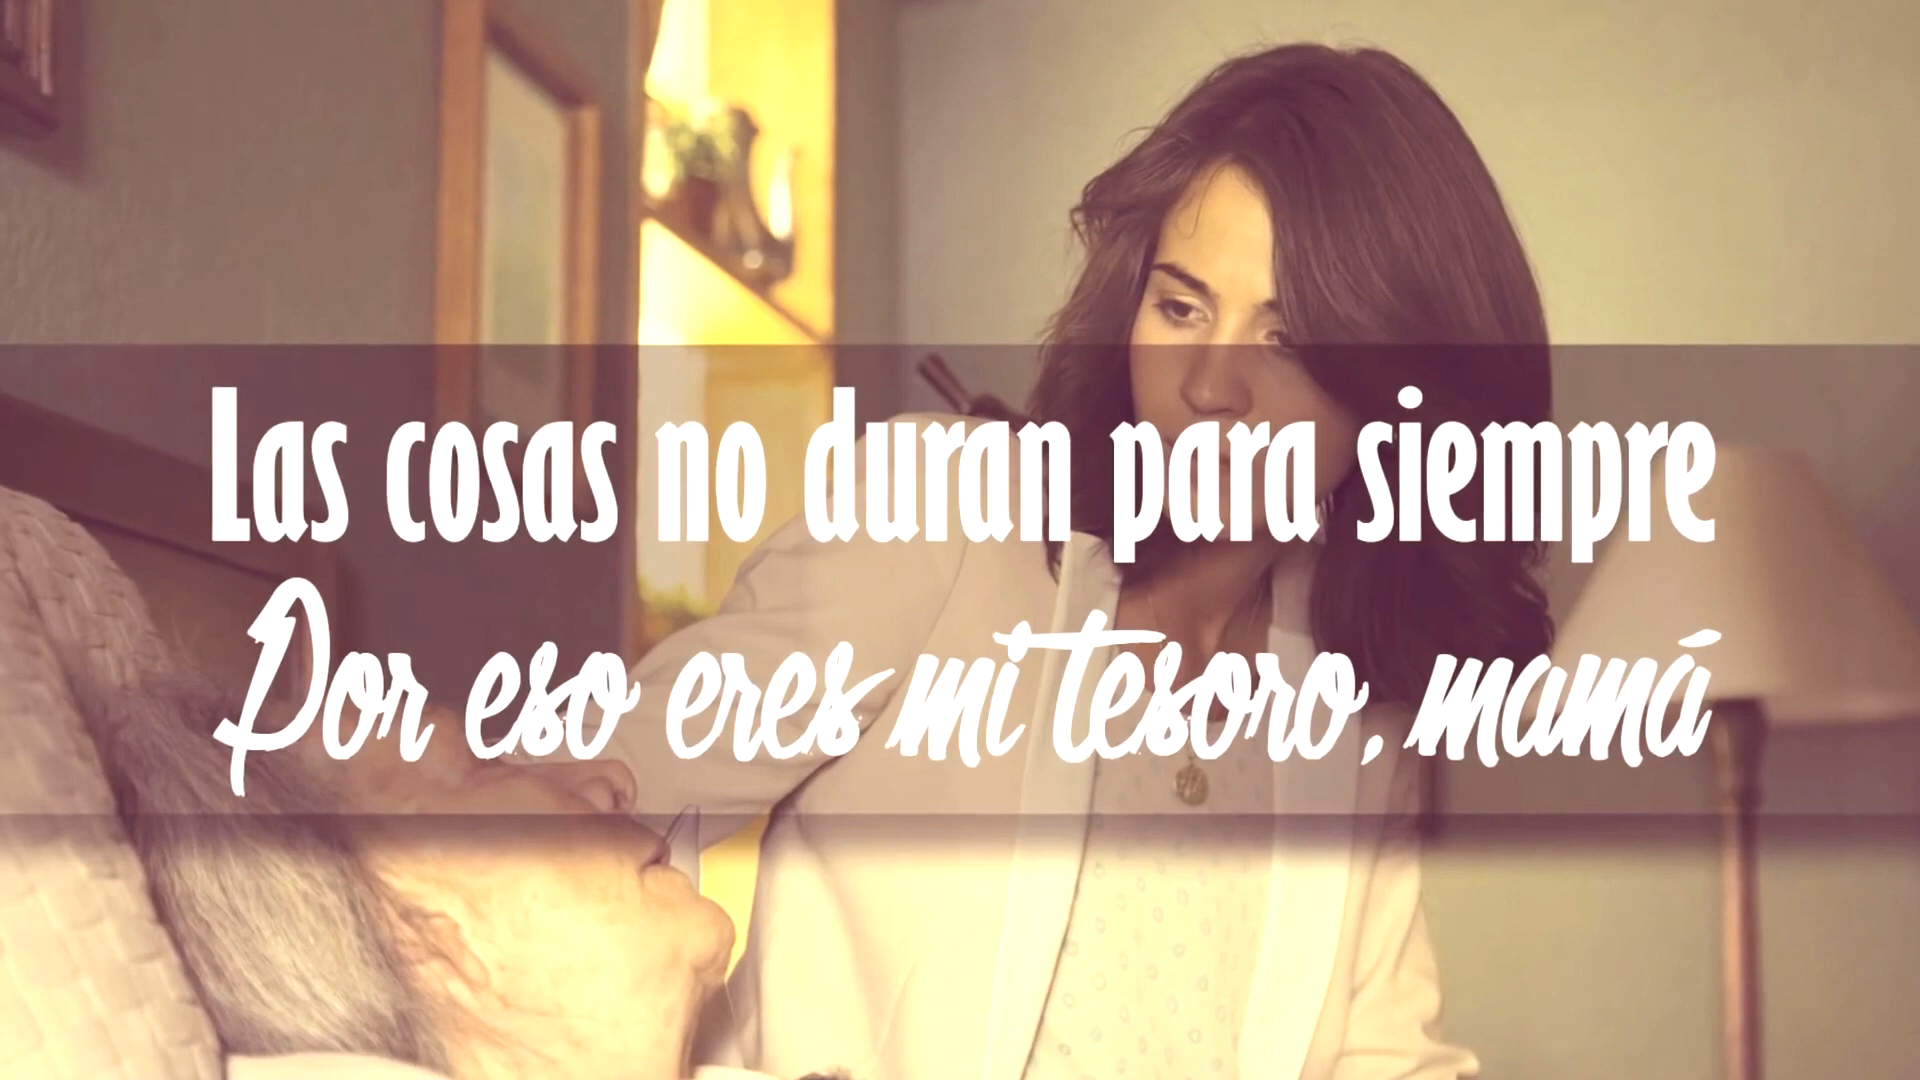 Las cosas no duran para siempre
Por eso eres mi tesoro, mamá